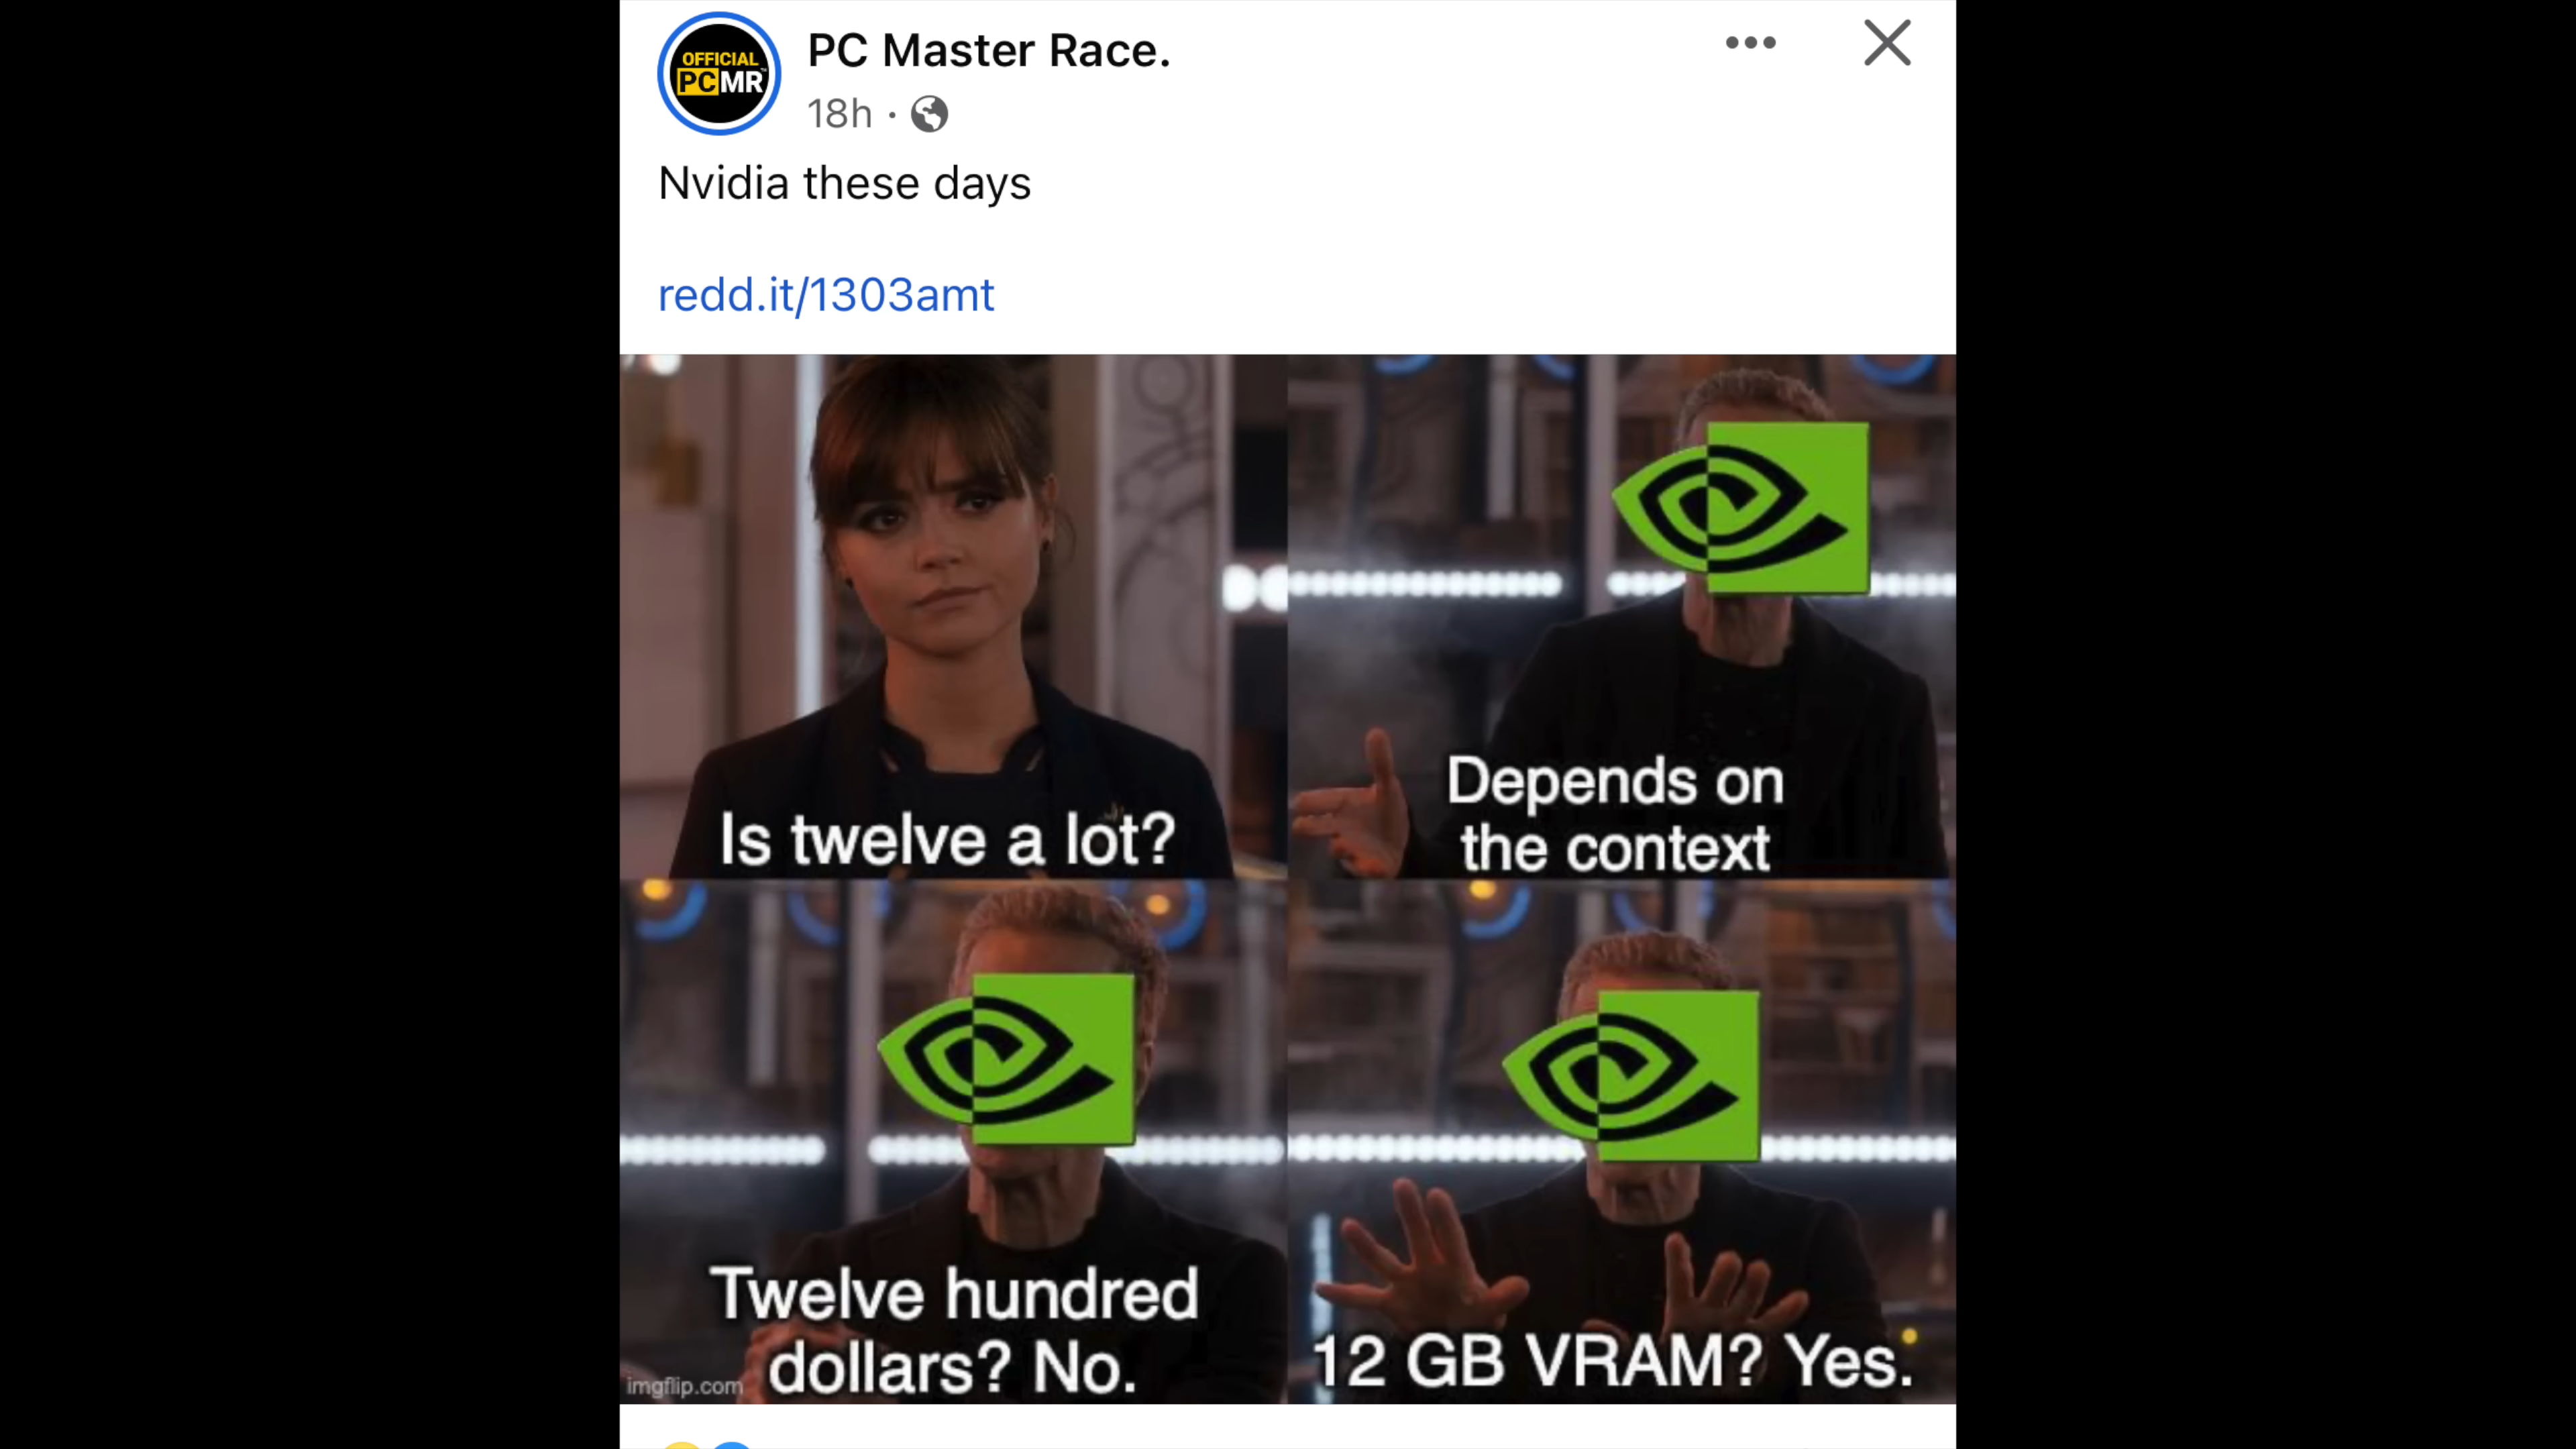 OFFICIAL
PCMR
PC Master Race.
18h ·
Nvidia these days
redd.it/1303amt
Is twelve a lot?
Depends on
the context
Twelve hundred
dollars? No.
imgflip.com
12 GB VRAM? Yes.